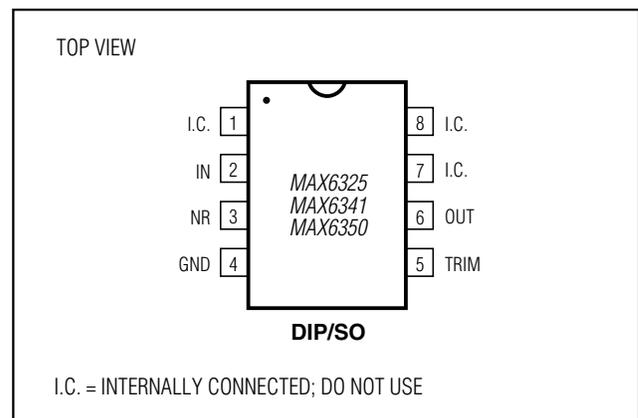 TOP VIEW
I.C. 1
8 I.C.
IN 2
7 I.C.
NR 3
6 OUT
GND 4
5 TRIM
MAX6325
MAX6341
MAX6350
DIP/SO
I.C. = INTERNALLY CONNECTED; DO NOT USE